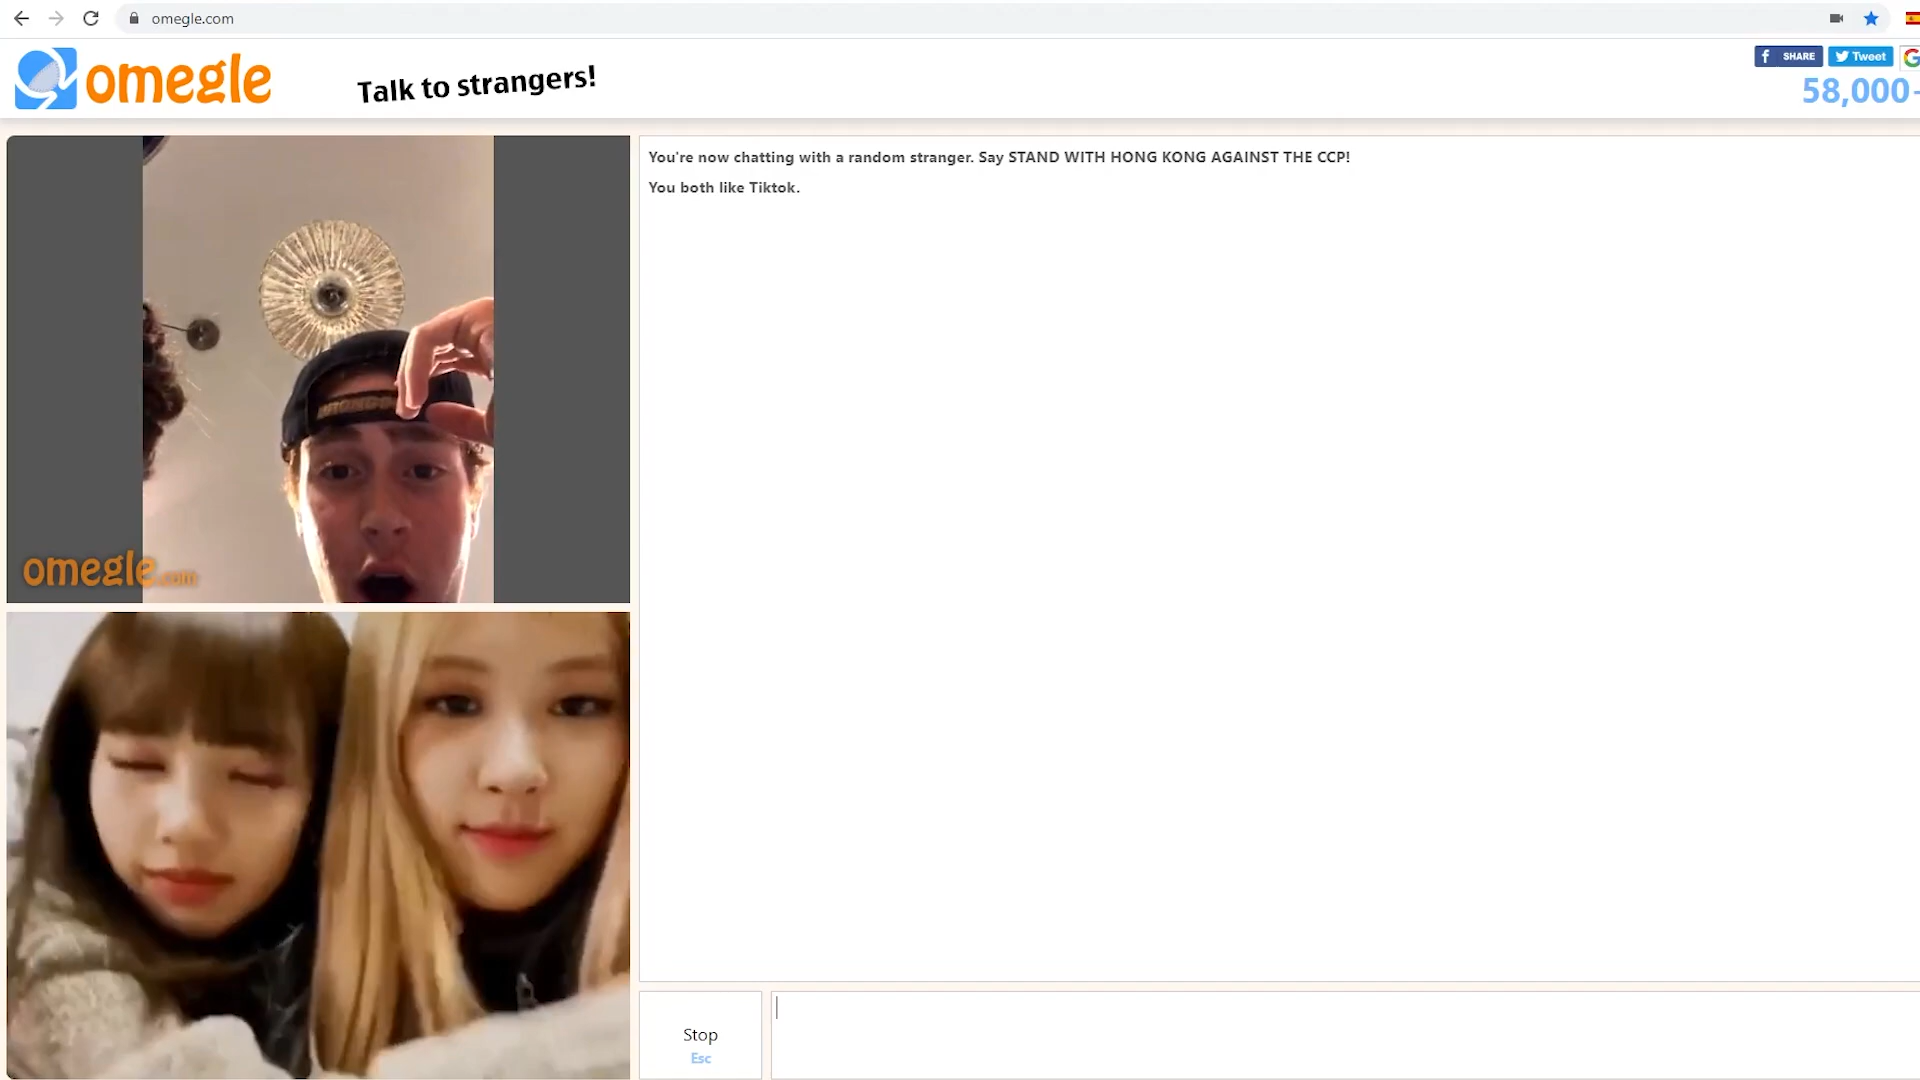 omegle.com
omegle
Talk to strangers!
SHARE
Tweet
58,000
You're now chatting with a random stranger. Say STAND WITH HONG KONG AGAINST THE CCP!
You both like Tiktok.
omegle.com
Stop
Esc